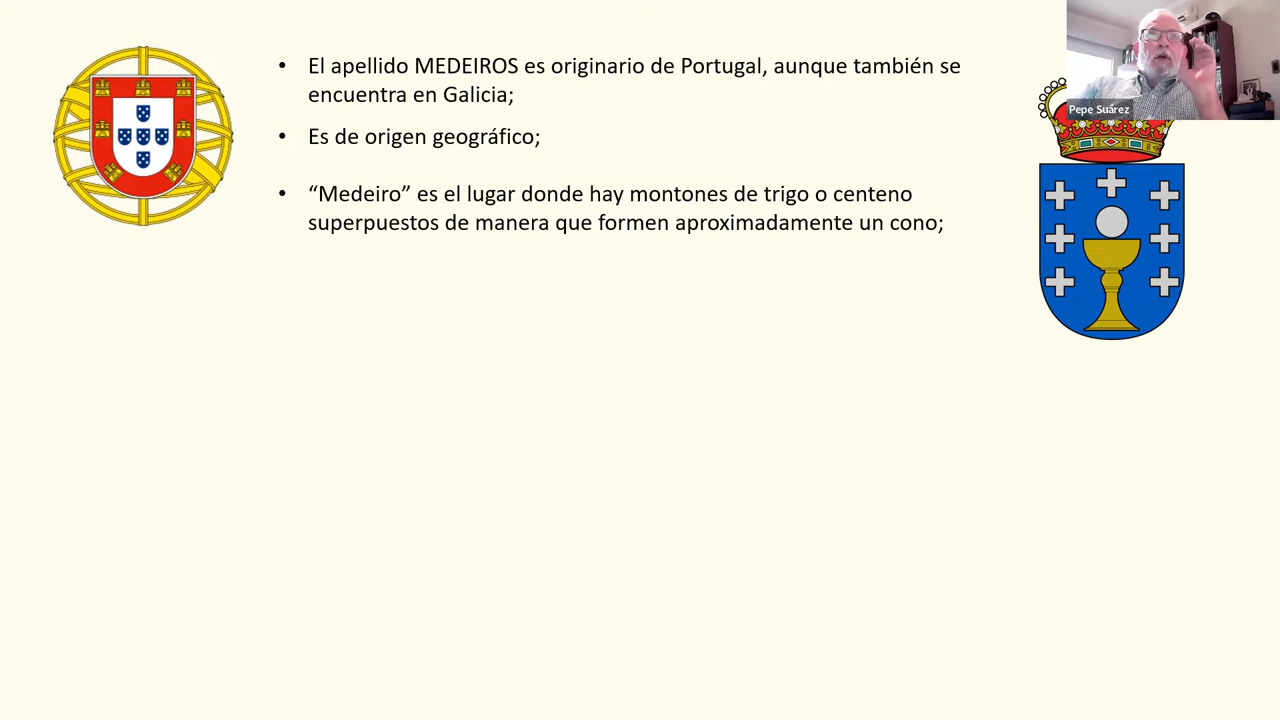 • El apellido MEDEIROS es originario de Portugal, aunque también se
encuentra en Galicia;
• Es de origen geográfico;
• “Medeiro” es el lugar donde hay montones de trigo o centeno
superpuestos de manera que formen aproximadamente un cono;
Pepe Suárez